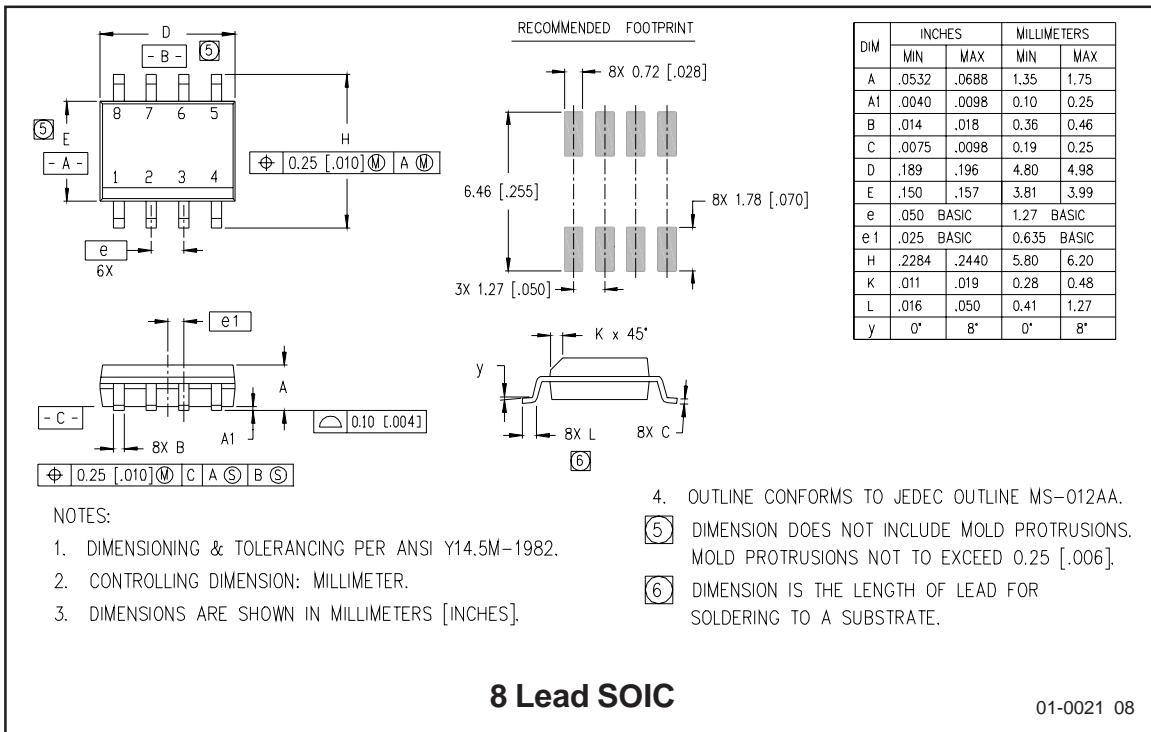 D
- B -
5
8 7 6 5
5
E
- A -
H
⌖ 0.25 [.010] Ⓜ A Ⓜ
1 2 3 4
e
6X
RECOMMENDED FOOTPRINT
8X 0.72 [.028]
6.46 [.255]
8X 1.78 [.070]
3X 1.27 [.050]
DIM INCHES MILLIMETERS
MIN MAX MIN MAX
A .0532 .0688 1.35 1.75
A1 .0040 .0098 0.10 0.25
B .014 .018 0.36 0.46
C .0075 .0098 0.19 0.25
D .189 .196 4.80 4.98
E .150 .157 3.81 3.99
e .050 BASIC 1.27 BASIC
e1 .025 BASIC 0.635 BASIC
H .2284 .2440 5.80 6.20
K .011 .019 0.28 0.48
L .016 .050 0.41 1.27
y 0° 8° 0° 8°
e1
A
- C -
8X B
A1
0.10 [.004]
⌖ 0.25 [.010] Ⓜ C A Ⓢ B Ⓢ
K x 45°
y
8X L
8X C
6
NOTES:
1. DIMENSIONING & TOLERANCING PER ANSI Y14.5M-1982.
2. CONTROLLING DIMENSION: MILLIMETER.
3. DIMENSIONS ARE SHOWN IN MILLIMETERS [INCHES].
4. OUTLINE CONFORMS TO JEDEC OUTLINE MS-012AA.
5 DIMENSION DOES NOT INCLUDE MOLD PROTRUSIONS.
MOLD PROTRUSIONS NOT TO EXCEED 0.25 [.006].
6 DIMENSION IS THE LENGTH OF LEAD FOR
SOLDERING TO A SUBSTRATE.
8 Lead SOIC
01-0021 08